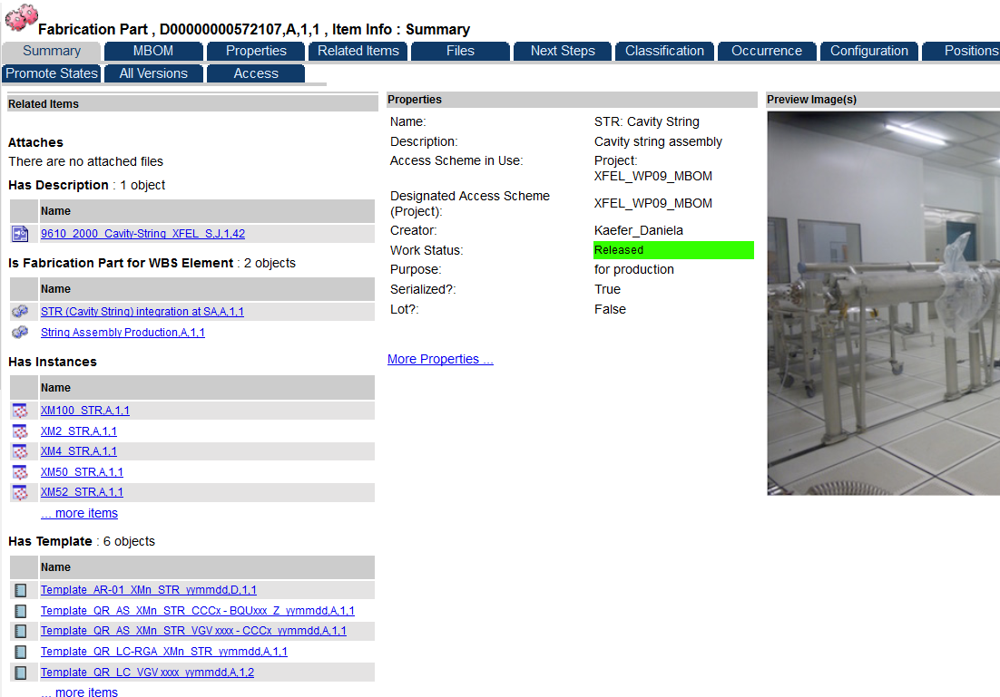 Fabrication Part , D00000000572107,A,1,1 , Item Info : Summary
Summary MBOM Properties Related Items Files Next Steps Classification Occurrence Configuration Positions
Promote States All Versions Access
Related Items
Attaches
There are no attached files
Has Description : 1 object
Name
9610_2000_Cavity-String_XFEL_S,J,1,42
Is Fabrication Part for WBS Element : 2 objects
Name
STR (Cavity String) integration at SA,A,1,1
String Assembly Production,A,1,1
Has Instances
Name
XM100_STR,A,1,1
XM2_STR,A,1,1
XM4_STR,A,1,1
XM50_STR,A,1,1
XM52_STR,A,1,1
... more items
Has Template : 6 objects
Name
Template_AR-01_XMn_STR_yymmdd,D,1,1
Template_QR_AS_XMn_STR_CCCx - BQUxxx_Z_yymmdd,A,1,1
Template_QR_AS_XMn_STR_VGV xxxx - CCCx_yymmdd,A,1,1
Template_QR_LC-RGA_XMn_STR_yymmdd,A,1,1
Template_QR_LC_VGV xxxx_yymmdd,A,1,2
... more items
Properties
Name: STR: Cavity String
Description: Cavity string assembly
Access Scheme in Use: Project:
XFEL_WP09_MBOM
Designated Access Scheme
(Project): XFEL_WP09_MBOM
Creator: Kaefer_Daniela
Work Status: Released
Purpose: for production
Serialized?: True
Lot?: False
More Properties ...
Preview Image(s)